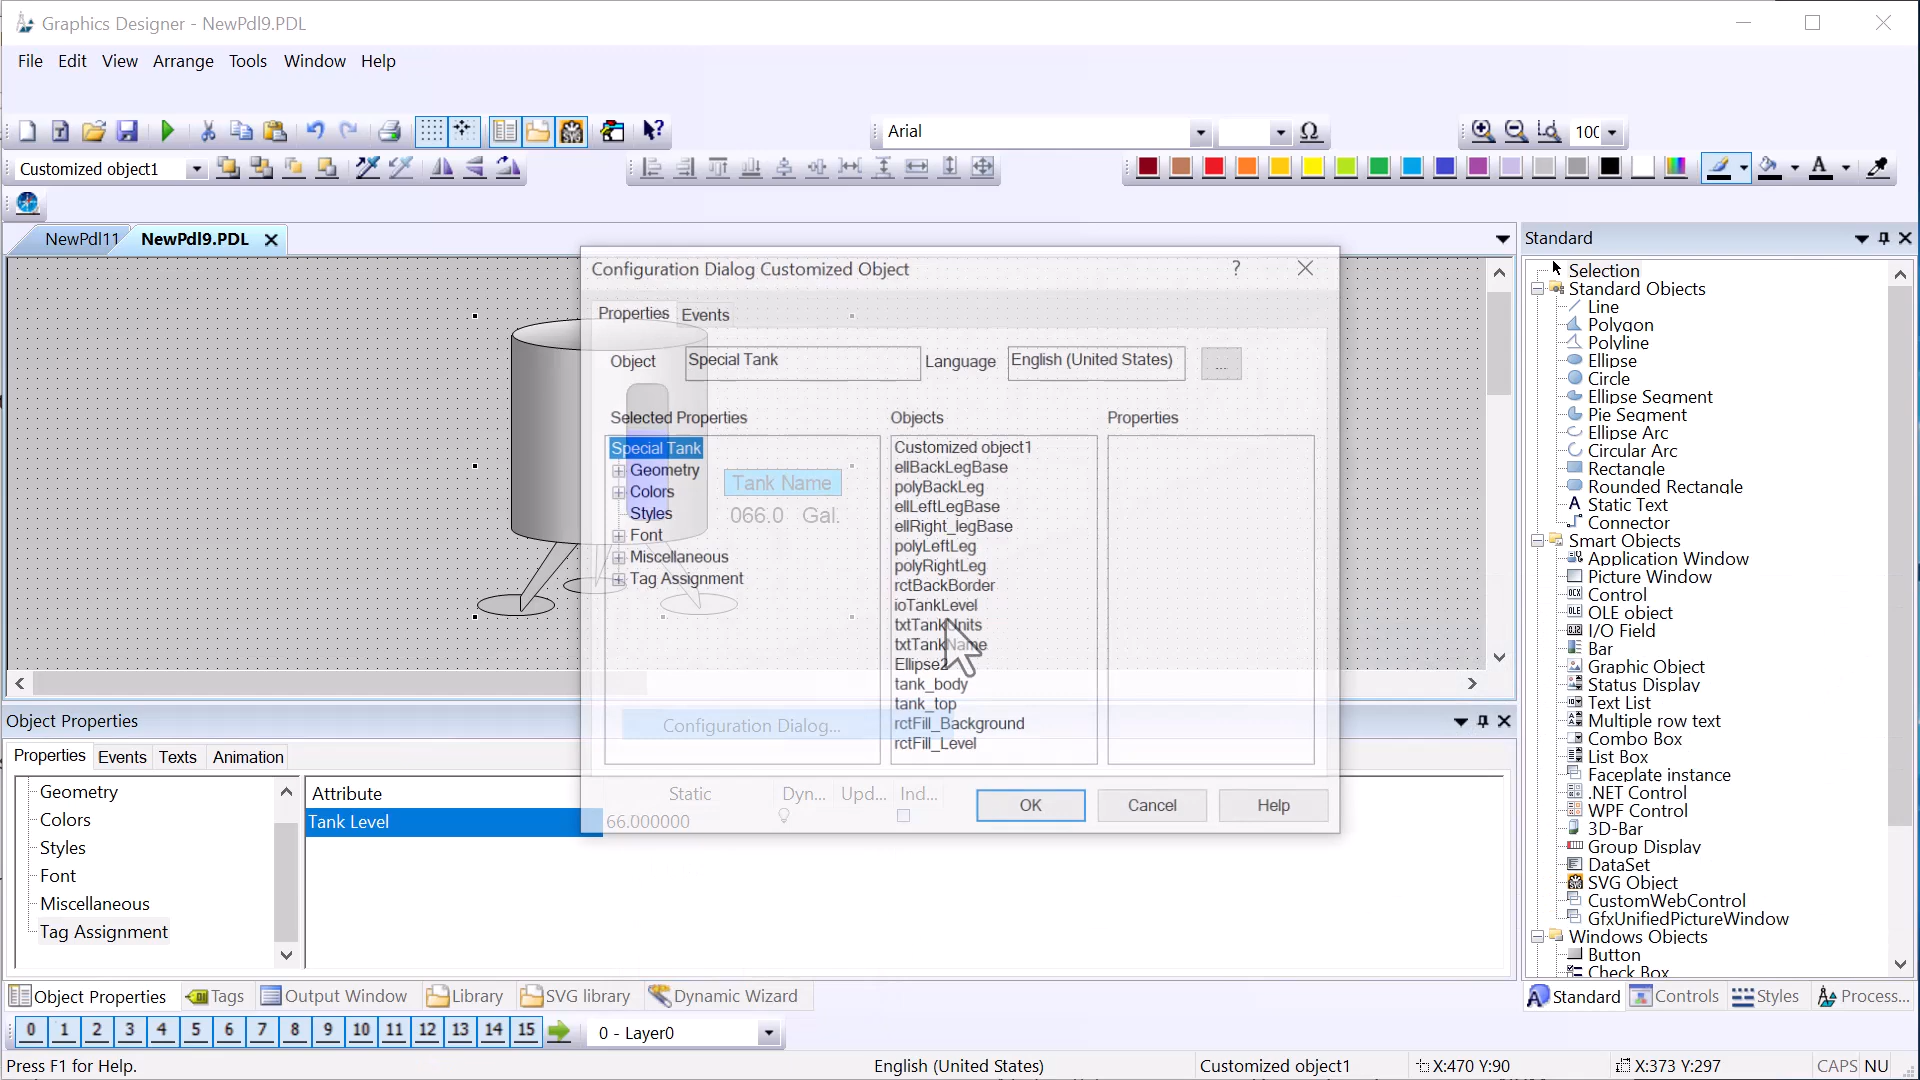 Graphics Designer - NewPdl9.PDL
File Edit View Arrange Tools Window Help
Arial
100
Customized object1
NewPdl11
NewPdl9.PDL
Standard
Configuration Dialog Customized Object
?
Properties
Events
Object
Special Tank
Language
English (United States)
...
Selected Properties
Objects
Properties
Special Tank
Geometry
Colors
Styles
Font
Miscellaneous
Tag Assignment
Tank Name
066.0 Gal.
Customized object1
ellBackLegBase
polyBackLeg
ellLeftLegBase
ellRight_legBase
polyLeftLeg
polyRightLeg
rctBackBorder
ioTankLevel
txtTankUnits
txtTankName
Ellipse2
tank_body
tank_top
rctFill_Background
rctFill_Level
Configuration Dialog...
OK
Cancel
Help
Selection
Standard Objects
Line
Polygon
Polyline
Ellipse
Circle
Ellipse Segment
Pie Segment
Ellipse Arc
Circular Arc
Rectangle
Rounded Rectangle
Static Text
Connector
Smart Objects
Application Window
Picture Window
Control
OLE object
I/O Field
Bar
Graphic Object
Status Display
Text List
Multiple row text
Combo Box
List Box
Faceplate instance
.NET Control
WPF Control
3D-Bar
Group Display
DataSet
SVG Object
CustomWebControl
GfxUnifiedPictureWindow
Windows Objects
Button
Check Box
Object Properties
Properties
Events
Texts
Animation
Geometry
Colors
Styles
Font
Miscellaneous
Tag Assignment
Attribute
Static
Dyn...
Upd...
Ind...
Tank Level
66.000000
Object Properties
Tags
Output Window
Library
SVG library
Dynamic Wizard
Standard
Controls
Styles
Process...
0 1 2 3 4 5 6 7 8 9 10 11 12 13 14 15
0 - Layer0
Press F1 for Help.
English (United States)
Customized object1
X:470 Y:90
X:373 Y:297
CAPS
NU